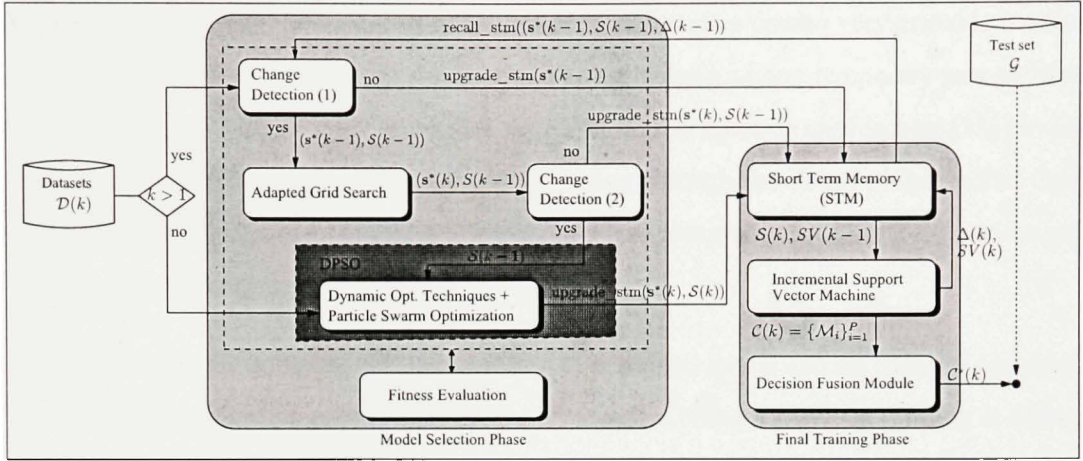 recall_stm((s*(k−1), S(k−1), Δ(k−1))
Test set
G
Change
Detection (1)
no
upgrade_stm(s*(k−1))
upgrade_stm(s*(k), S(k−1))
yes
(s*(k−1), S(k−1))
no
yes
Datasets
D(k)
k > 1
no
Adapted Grid Search
(s*(k), S(k−1))
Change
Detection (2)
yes
Short Term Memory
(STM)
S(k), SV(k−1)
Δ(k),
SV(k)
DPSO
S(k−1)
Dynamic Opt. Techniques +
Particle Swarm Optimization
upgrade_stm(s*(k), S(k))
Incremental Support
Vector Machine
C(k) = {M_i}_{i=1}^{P}
Fitness Evaluation
Decision Fusion Module
C*(k)
Model Selection Phase
Final Training Phase